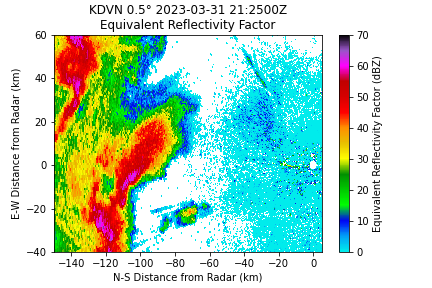 KDVN 0.5° 2023-03-31 21:2500Z
Equivalent Reflectivity Factor
60
40
20
0
−20
−40
E-W Distance from Radar (km)
−140 −120 −100 −80 −60 −40 −20 0
N-S Distance from Radar (km)
70
60
50
40
30
20
10
0
Equivalent Reflectivity Factor (dBZ)